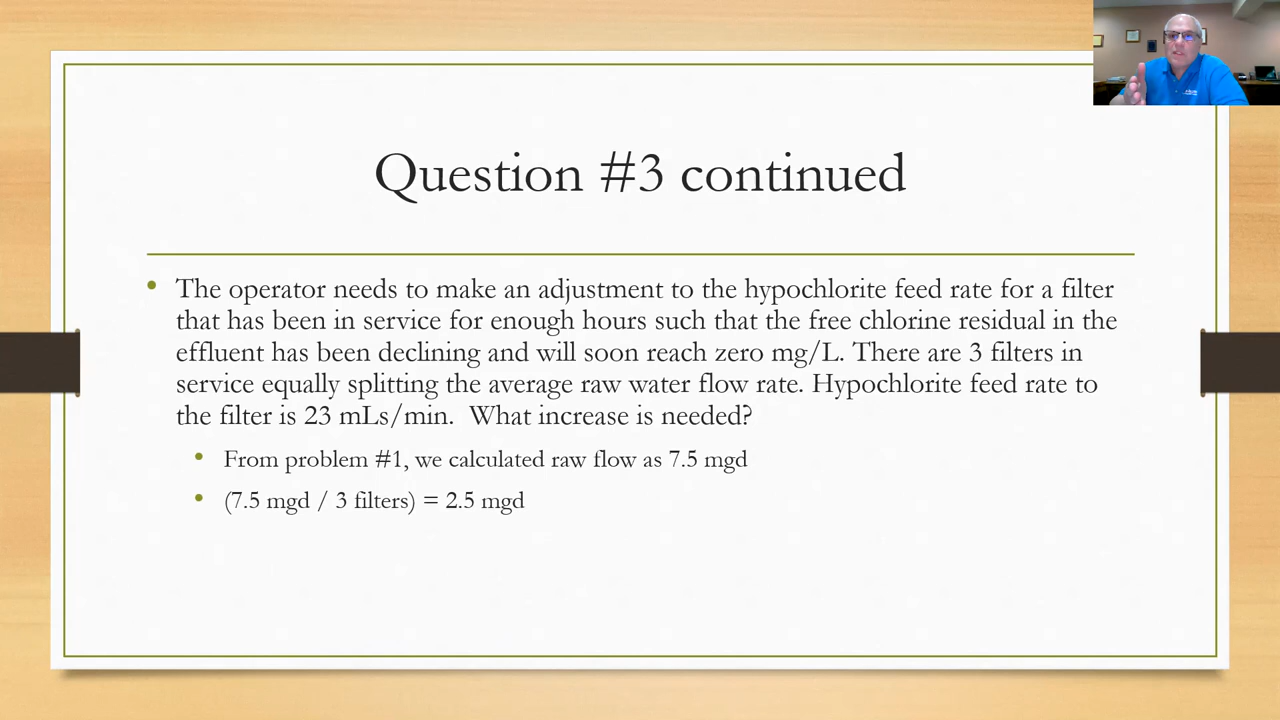 Question #3 continued
• The operator needs to make an adjustment to the hypochlorite feed rate for a filter
that has been in service for enough hours such that the free chlorine residual in the
effluent has been declining and will soon reach zero mg/L. There are 3 filters in
service equally splitting the average raw water flow rate. Hypochlorite feed rate to
the filter is 23 mLs/min.  What increase is needed?
• From problem #1, we calculated raw flow as 7.5 mgd
• (7.5 mgd / 3 filters) = 2.5 mgd